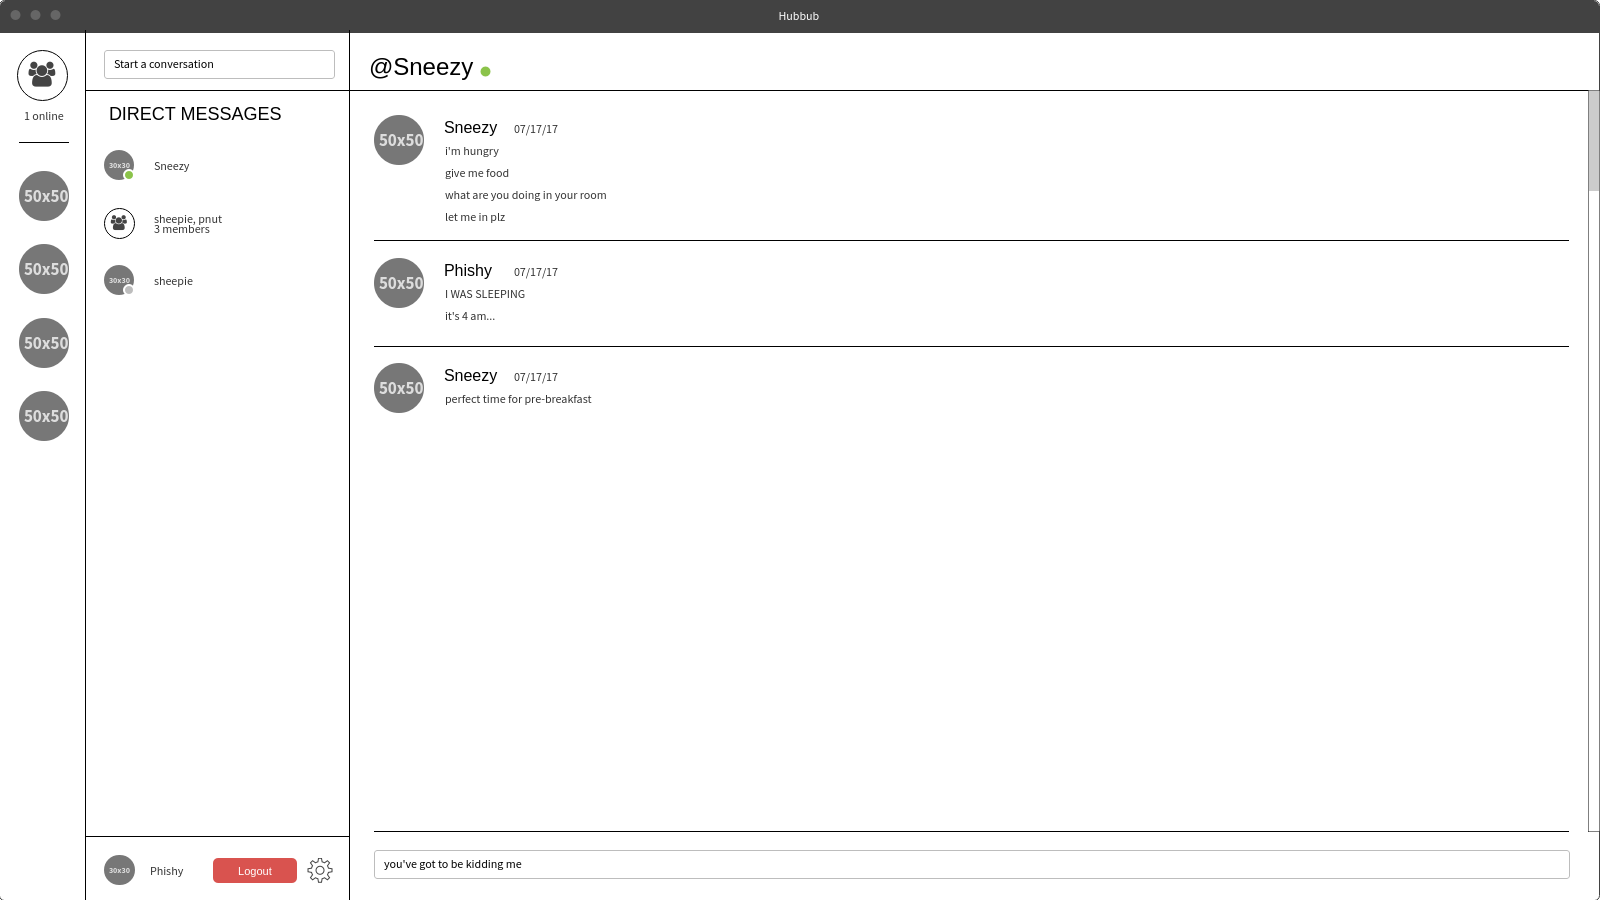 Hubbub
1 online
50x50
50x50
50x50
50x50
Start a conversation
DIRECT MESSAGES
30x30
Sneezy
sheepie, pnut
3 members
30x30
sheepie
30x30
Phishy
Logout
@Sneezy
50x50
Sneezy 07/17/17
i'm hungry
give me food
what are you doing in your room
let me in plz
50x50
Phishy 07/17/17
I WAS SLEEPING
it's 4 am...
50x50
Sneezy 07/17/17
perfect time for pre-breakfast
you've got to be kidding me